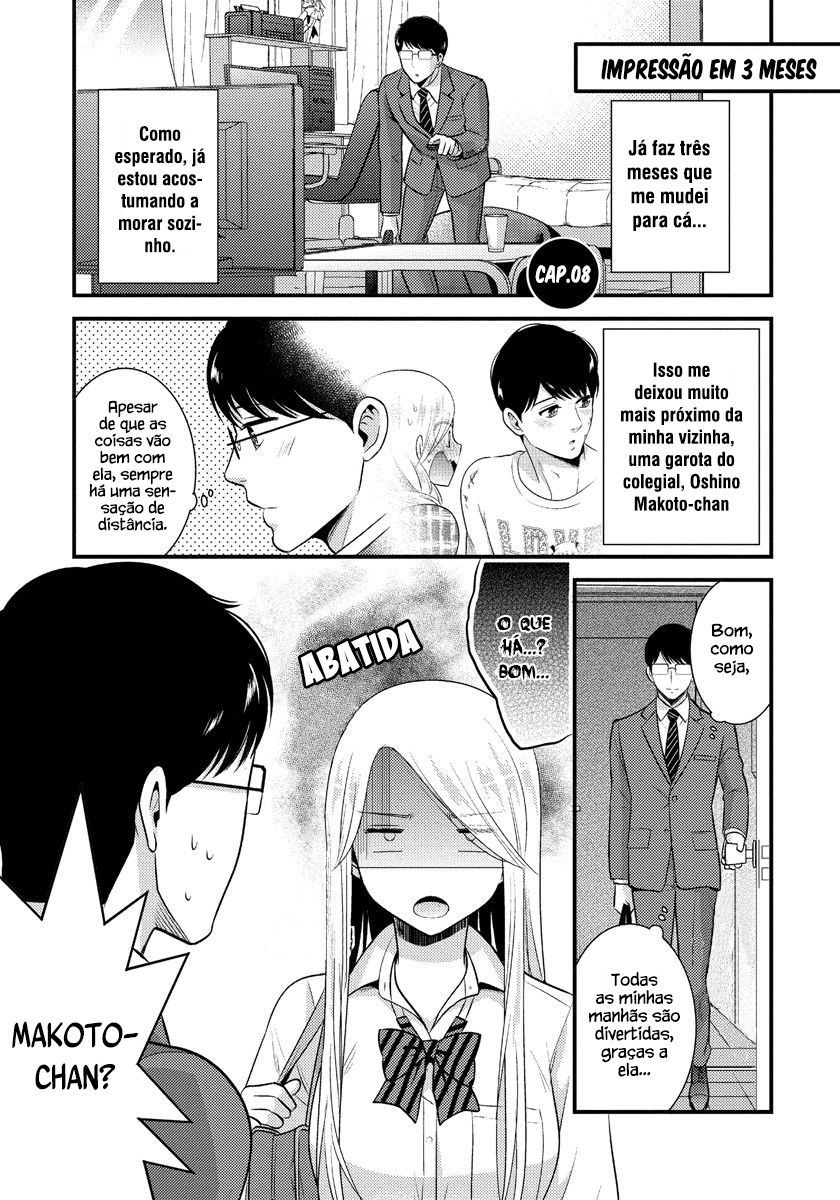 IMPRESSÃO EM 3 MESES
Já faz três
meses que
me mudei
para cá...
Como
esperado, já
estou acos-
tumando a
morar sozi-
nho.
CAP.08
Isso me
deixou muito
mais próximo da
minha vizinha,
uma garota do
colegial, Oshino
Makoto-chan
Apesar
de que as
coisas vão
bem com
ela, sempre
há uma sen-
sação de
distância.
Bom,
como
seja,
Todas
as minhas
manhãs são
divertidas,
graças a
ela...
O QUE
HÁ...?
BOM...
ABATIDA
MAKOTO-
CHAN?